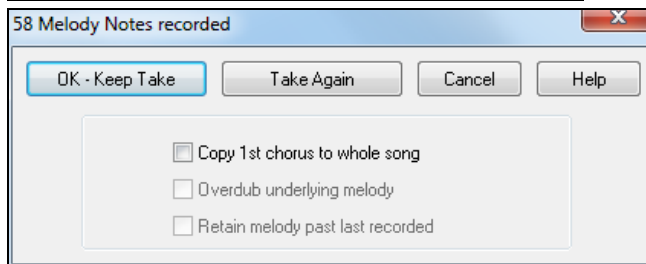 58 Melody Notes recorded
OK - Keep Take Take Again Cancel Help
Copy 1st chorus to whole song
Overdub underlying melody
Retain melody past last recorded